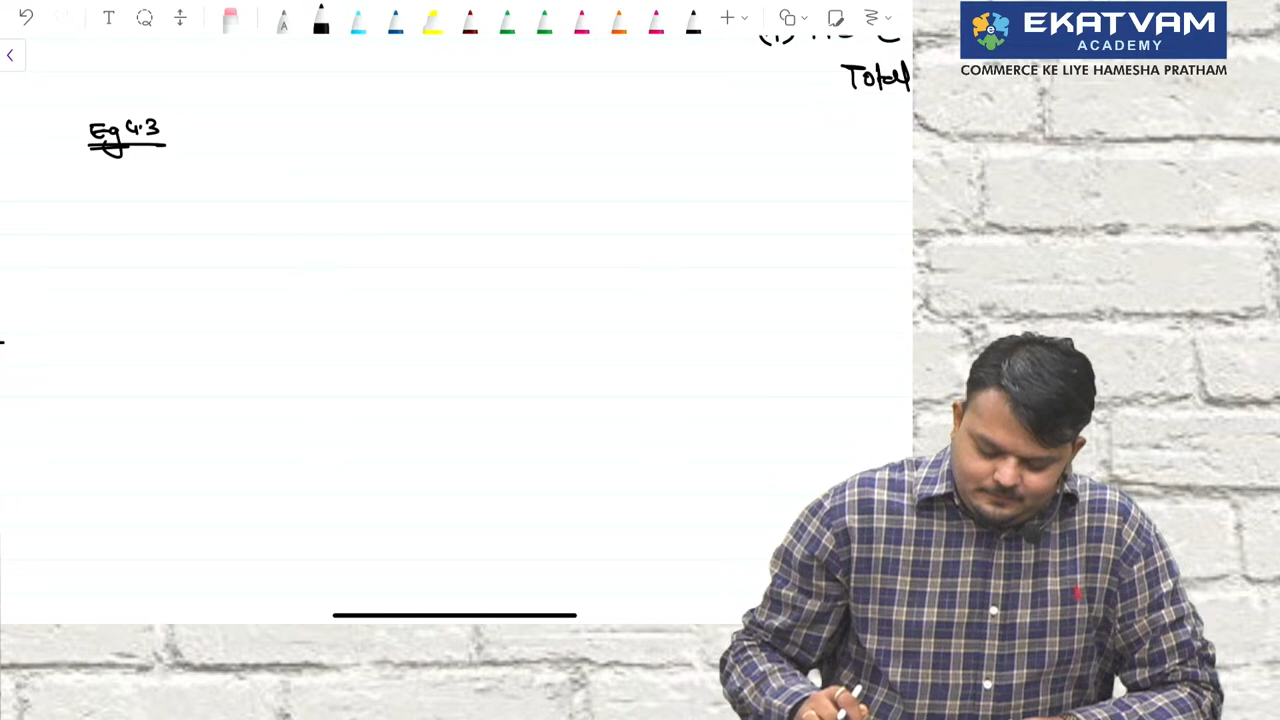 EKATVAM
ACADEMY
COMMERCE KE LIYE HAMESHA PRATHAM
Total
Eg 4.3